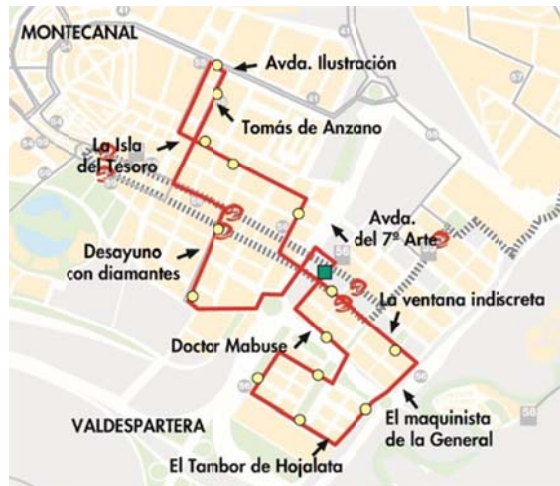 MONTECANAL
Avda. Ilustración
Tomás de Anzano
La Isla
del Tesoro
Avda.
del 7º Arte
Desayuno
con diamantes
La ventana indiscreta
Doctor Mabuse
El maquinista
de la General
VALDESPARTERA
El Tambor de Hojalata